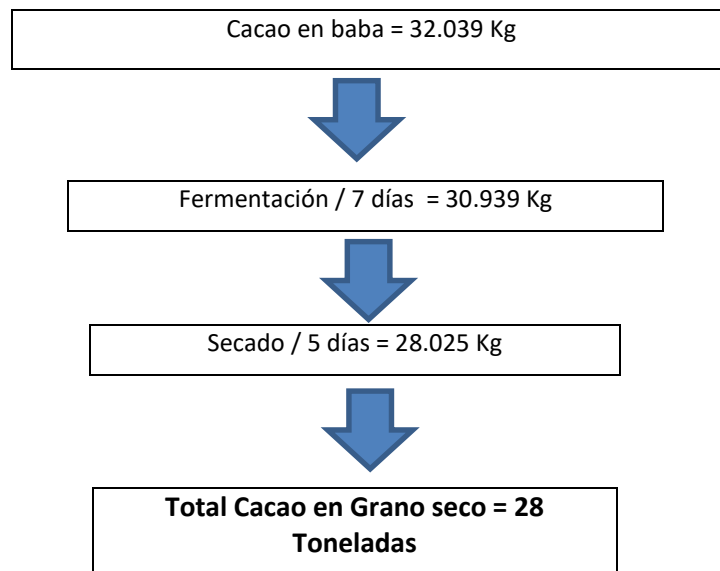 Cacao en baba = 32.039 Kg
Fermentación / 7 días  = 30.939 Kg
Secado / 5 días = 28.025 Kg
Total Cacao en Grano seco = 28
Toneladas